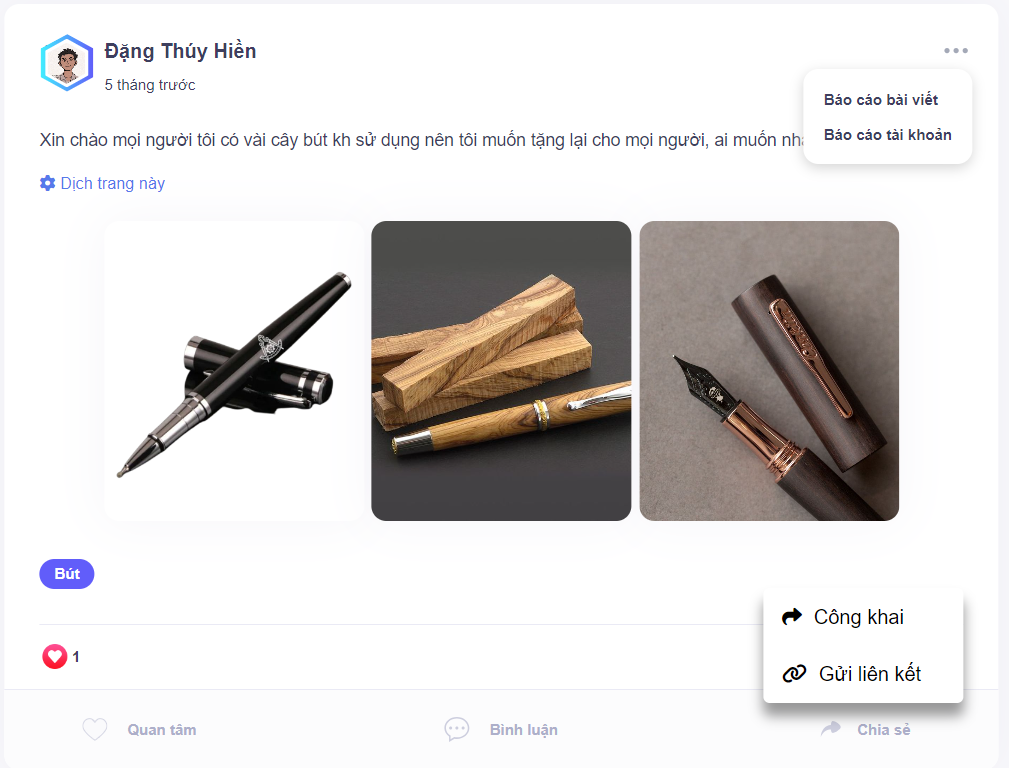 Đặng Thúy Hiền
5 tháng trước
Báo cáo bài viết
Báo cáo tài khoản
Xin chào mọi người tôi có vài cây bút kh sử dụng nên tôi muốn tặng lại cho mọi người, ai muốn
Dịch trang này
Bút
1
Công khai
Gửi liên kết
Quan tâm
Bình luận
Chia sẻ